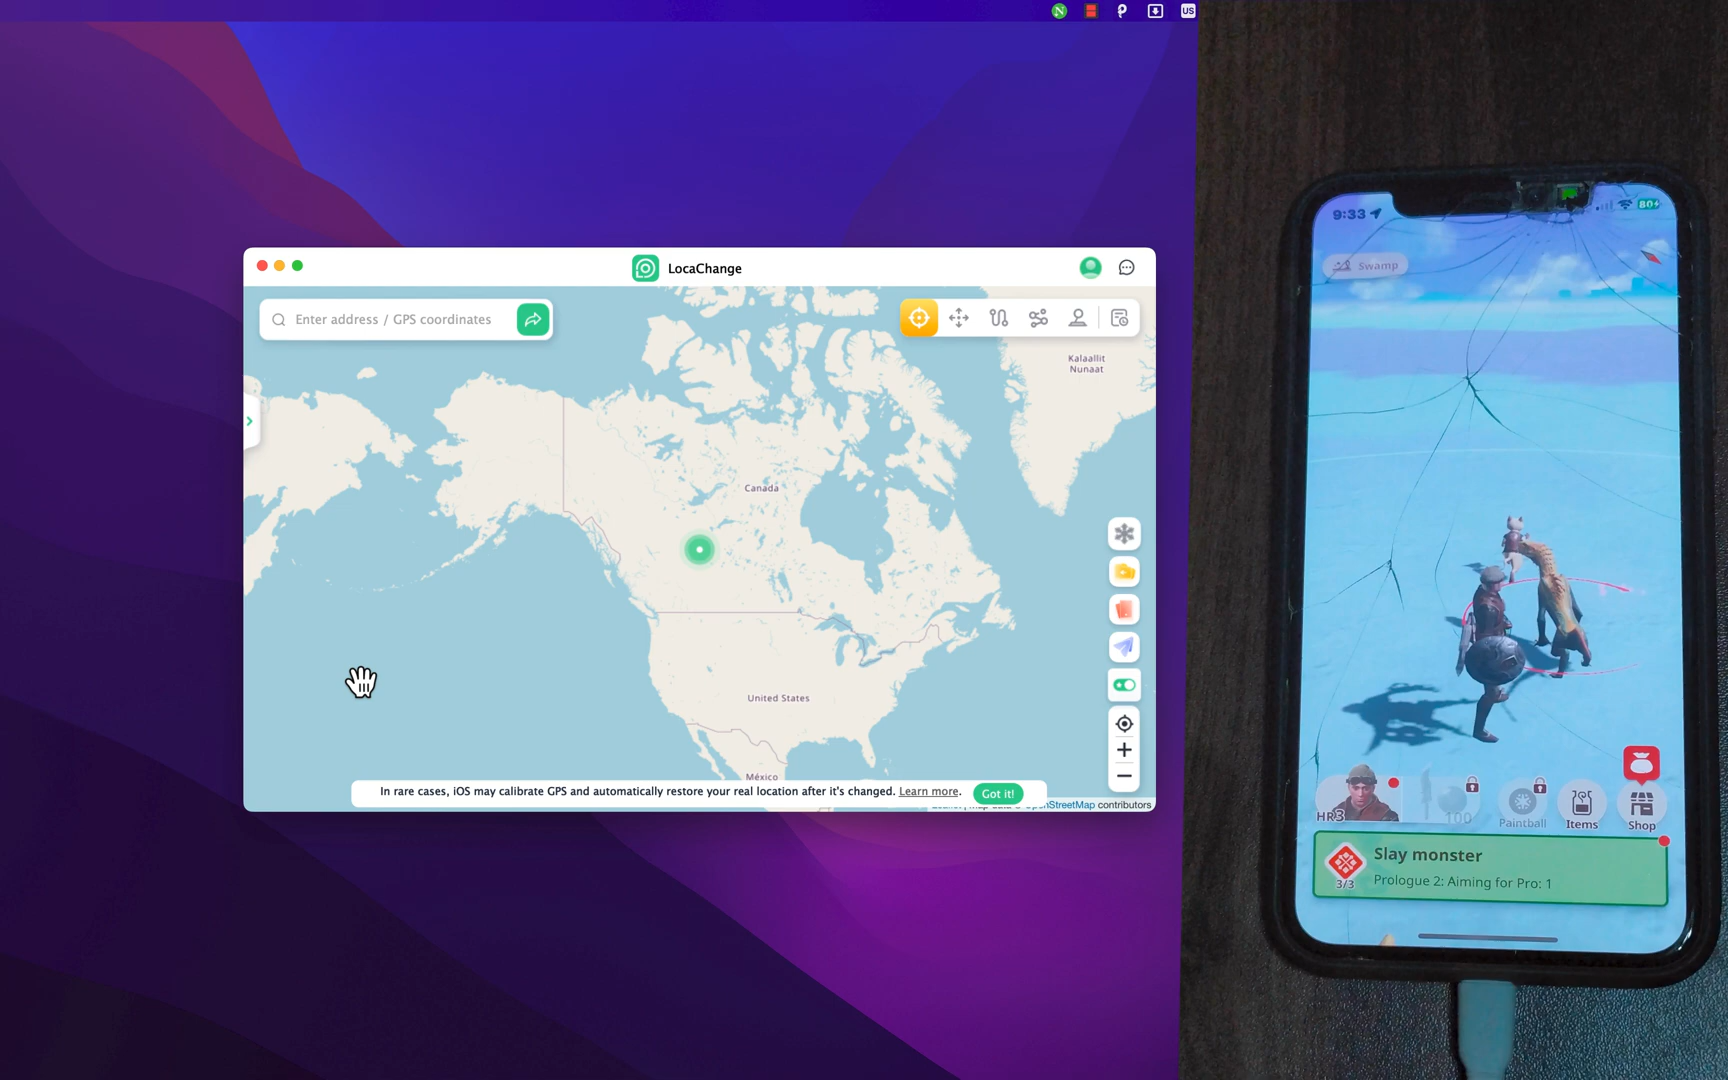 N
US
LocaChange
Enter address / GPS coordinates
Kalaallit
Nunaat
Canada
United States
México
In rare cases, iOS may calibrate GPS and automatically restore your real location after it's changed. Learn more.
Got it!
OpenStreetMap contributors
9:33
80
Swamp
HR3
100
Paintball
Items
Shop
Slay monster
3/3
Prologue 2: Aiming for Pro: 1